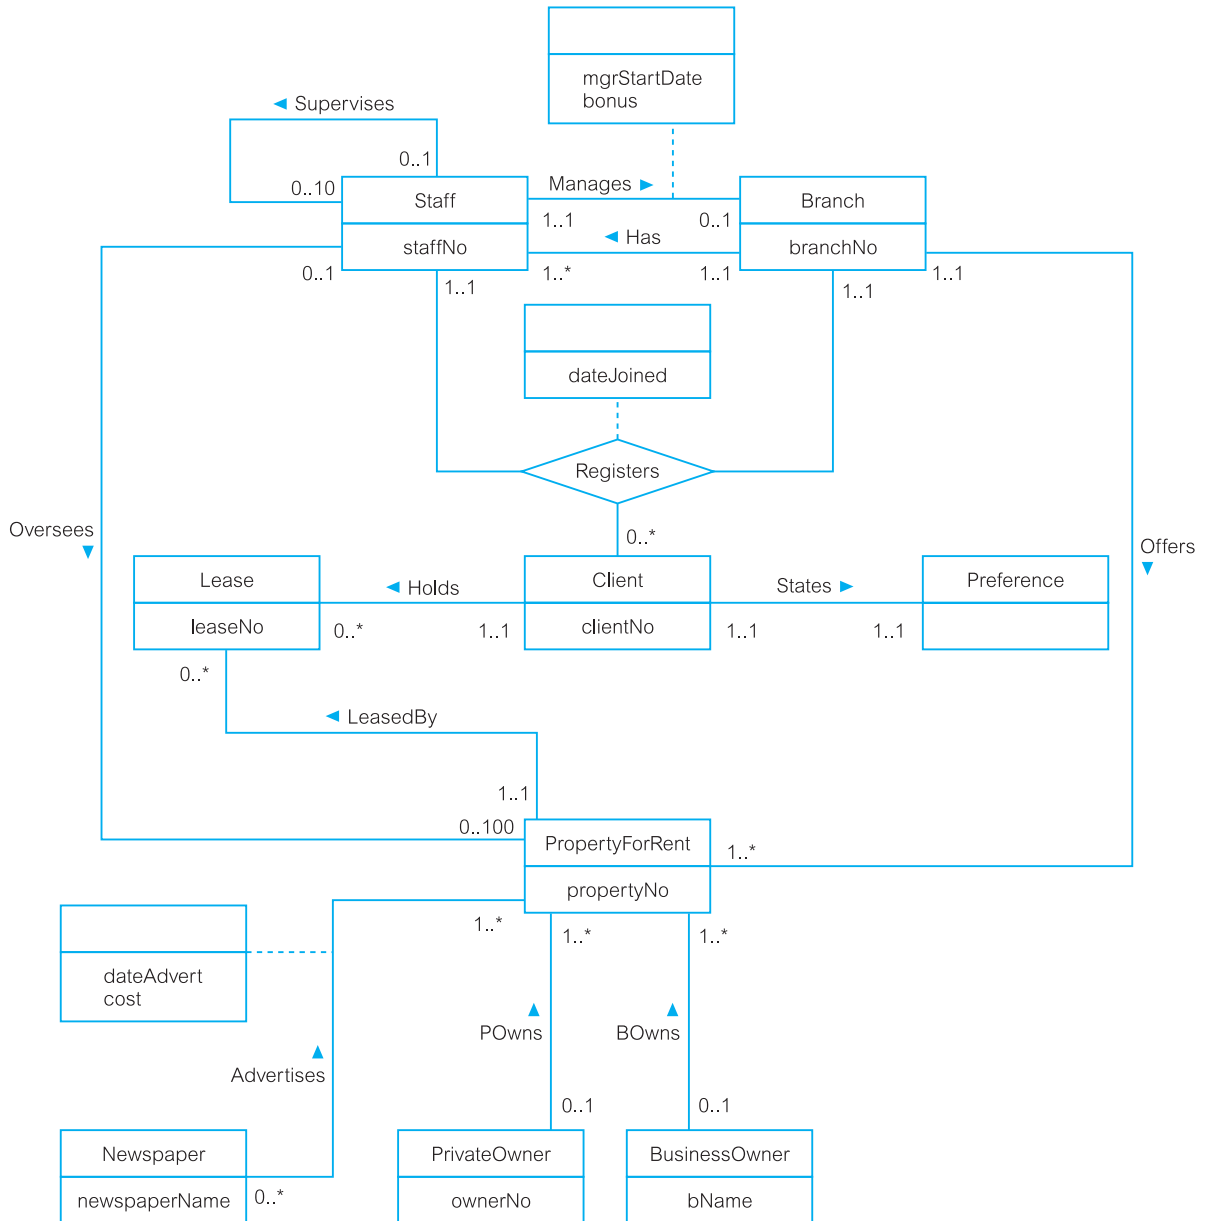 mgrStartDate
bonus
◄ Supervises
0..1
0..10
Staff
Manages ►
Branch
1..1
0..1
staffNo
◄ Has
branchNo
0..1
1..1
1..*
1..1
1..1
1..1
dateJoined
Registers
Oversees
▼
0..*
Offers
▼
Lease
◄ Holds
Client
States ►
Preference
leaseNo
0..*
1..1
clientNo
1..1
1..1
0..*
◄ LeasedBy
1..1
0..100
PropertyForRent
1..*
propertyNo
1..*
1..*
1..*
dateAdvert
cost
▲
POwns
▲
BOwns
▲
Advertises
0..1
0..1
Newspaper
PrivateOwner
BusinessOwner
newspaperName
0..*
ownerNo
bName